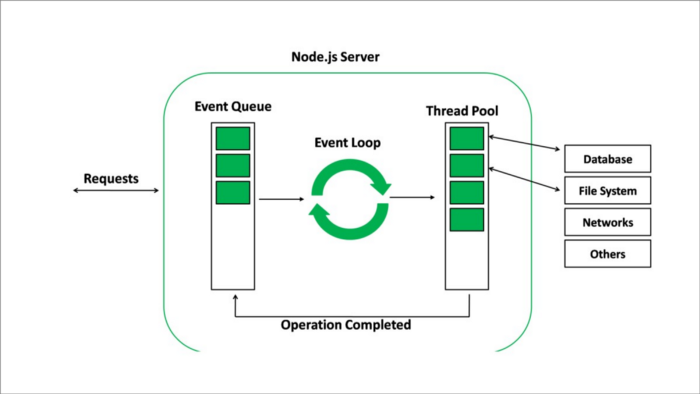 Node.js Server
Event Queue
Thread Pool
Event Loop
Requests
Database
File System
Networks
Others
Operation Completed